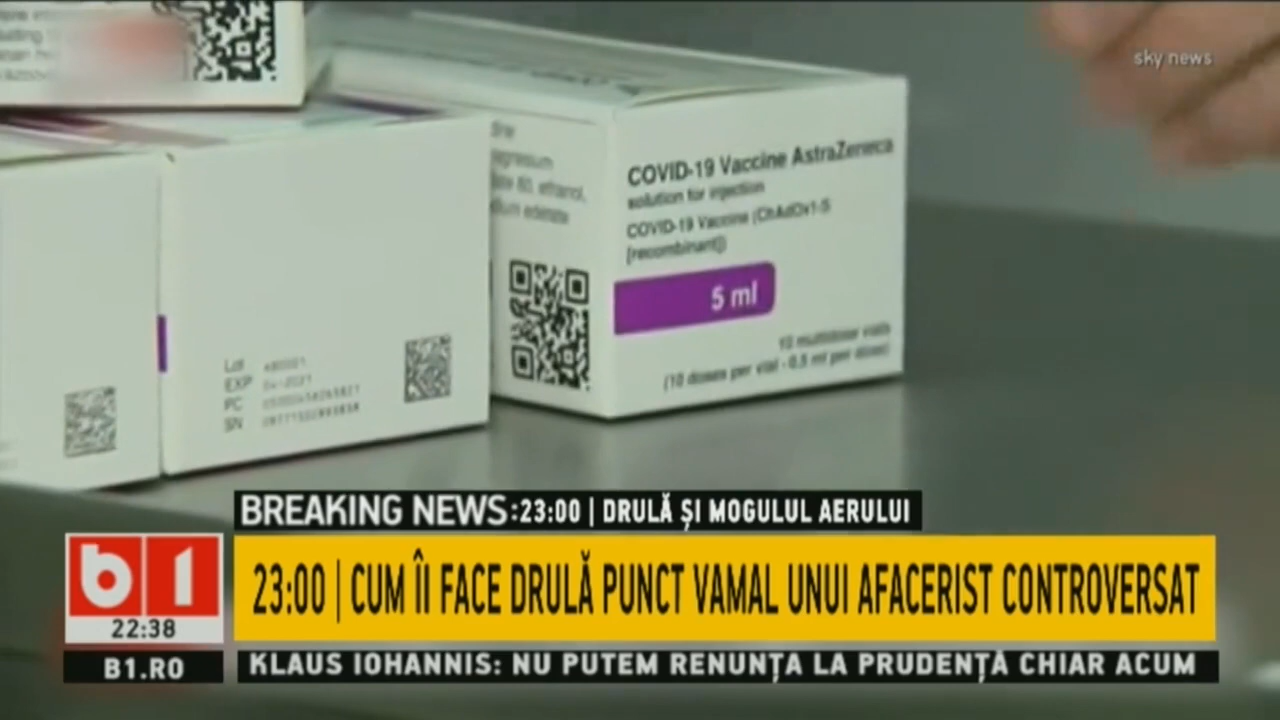 sky news
COVID-19 Vaccine AstraZeneca
solution for injection
COVID-19 Vaccine (ChAdOx1-S
[recombinant])
5 ml
10 multidose vials
(10 doses per vial - 0.5 ml per dose)
Lot
EXP 04-2021
PC
SN
BREAKING NEWS:23:00 | DRULĂ ȘI MOGULUL AERULUI
b1
22:38
23:00 | CUM ÎI FACE DRULĂ PUNCT VAMAL UNUI AFACERIST CONTROVERSAT
B1.RO
KLAUS IOHANNIS: NU PUTEM RENUNȚA LA PRUDENȚĂ CHIAR ACUM